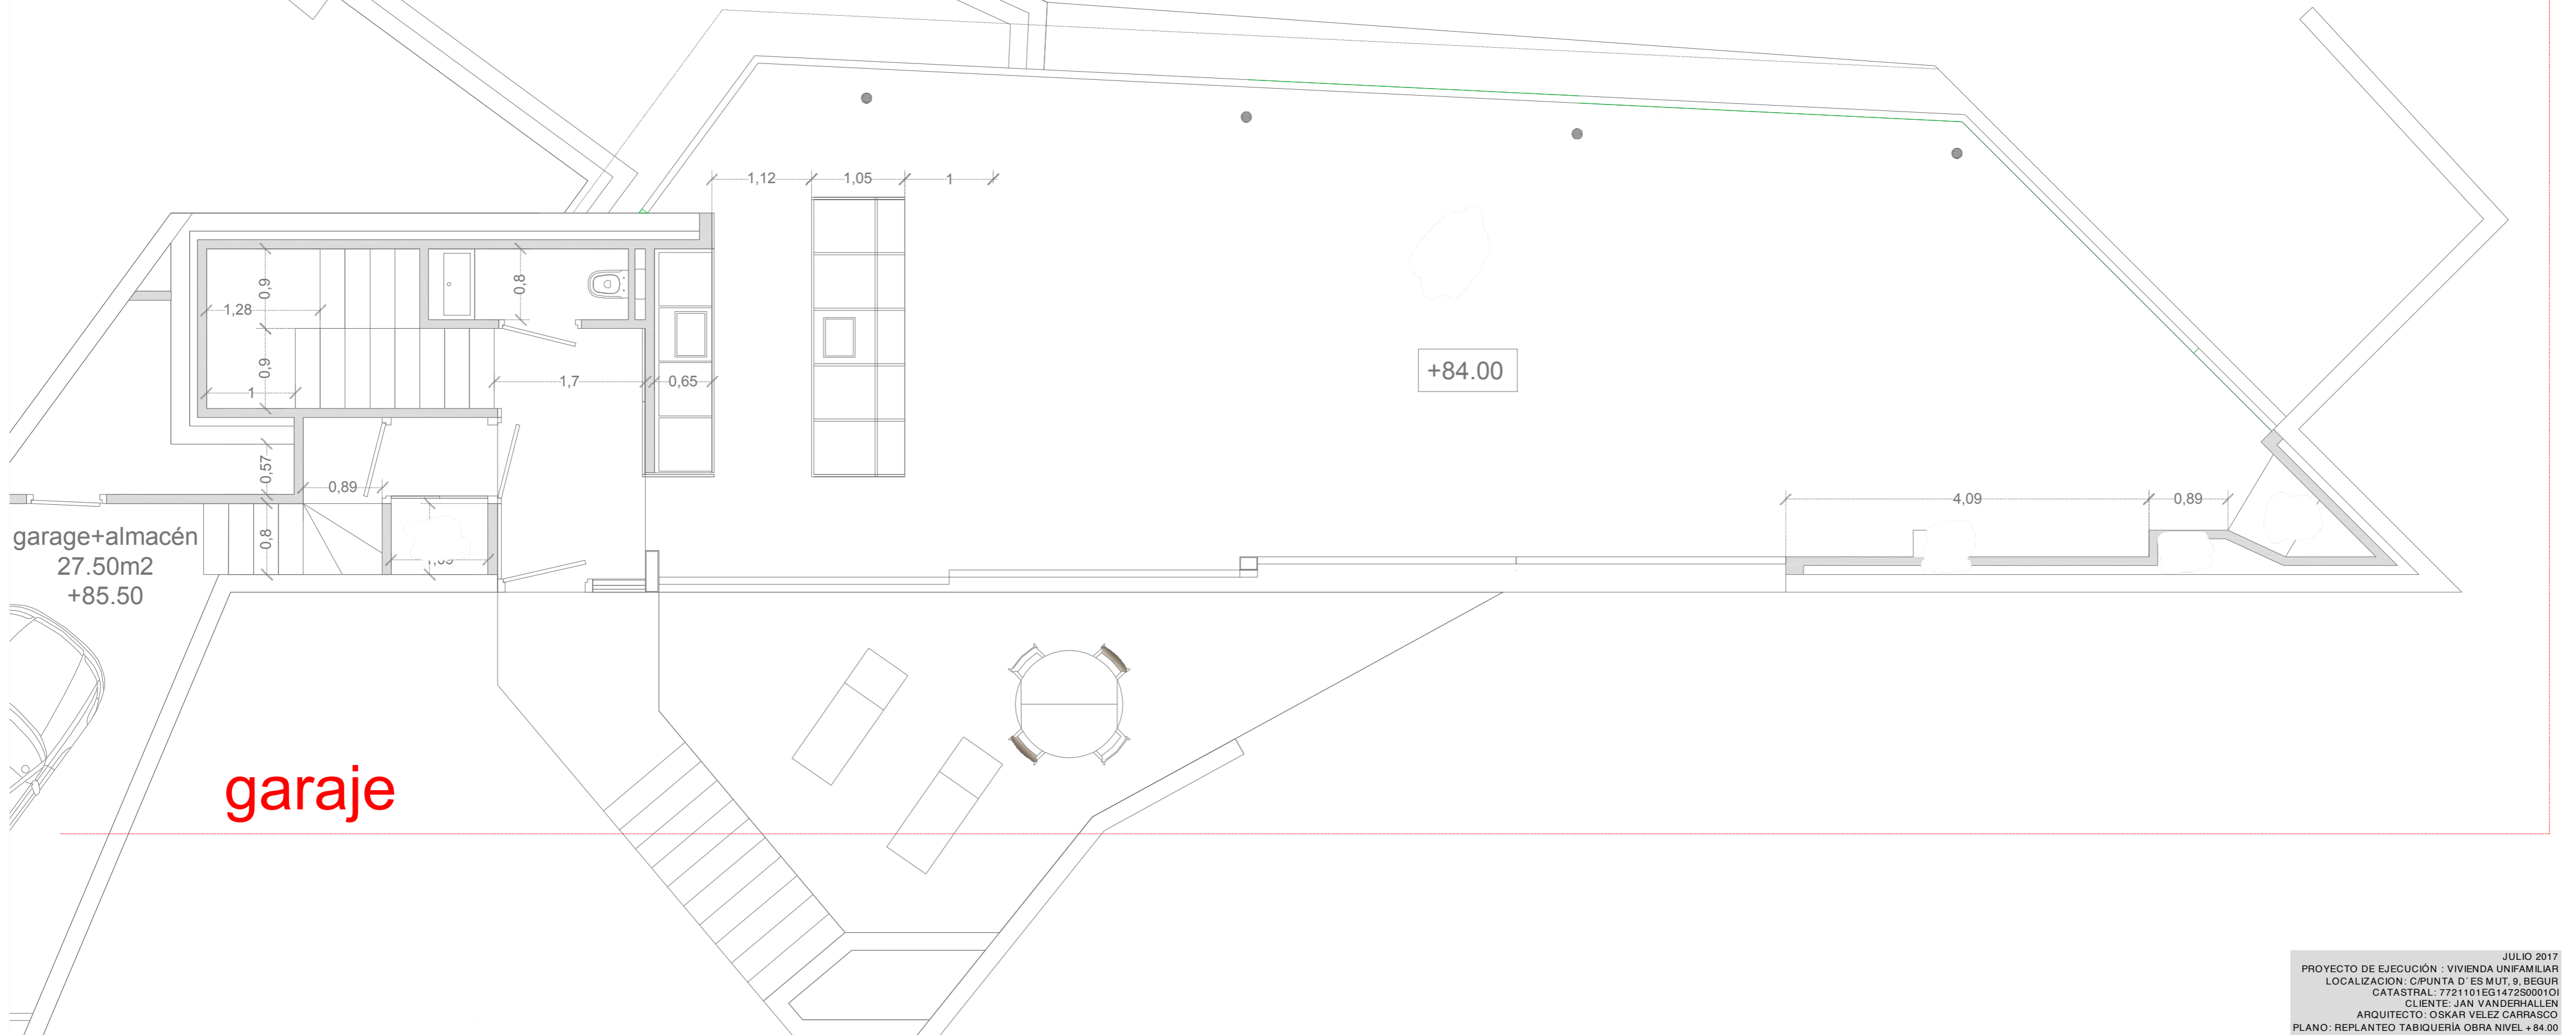 1,12
1,05
1
0,9
0,8
1,28
0,9
1
1,7
0,65
+84.00
0,57
0,89
4,09
0,89
garage+almacén
27.50m2
+85.50
0,8
garaje
JULIO 2017
PROYECTO DE EJECUCIÓN : VIVIENDA UNIFAMILIAR
LOCALIZACION: C/PUNTA D´ES MUT, 9, BEGUR
CATASTRAL: 7721101EG1472S0001OI
CLIENTE: JAN VANDERHALLEN
ARQUITECTO: OSKAR VELEZ CARRASCO
PLANO: REPLANTEO TABIQUERÍA OBRA NIVEL +84.00